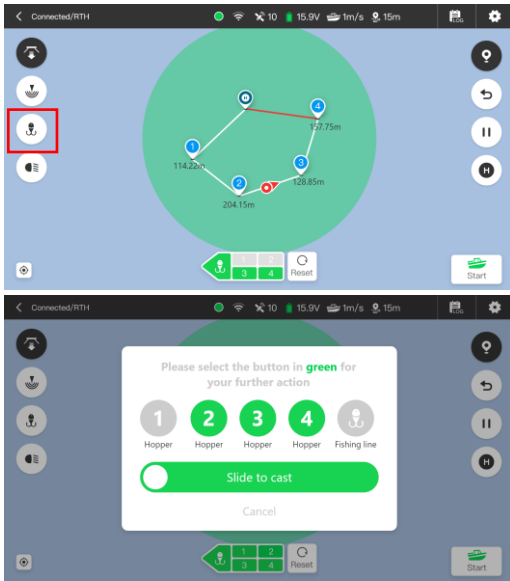 Connected/RTH
10
15.9V
1m/s
15m
LOG
H
4
157.75m
1
114.22m
3
128.85m
2
204.15m
H
1 2
3 4
Reset
Start
Connected/RTH
10
15.9V
1m/s
15m
LOG
Please select the button in green for
your further action
1 2 3 4
Hopper Hopper Hopper Hopper Fishing line
Slide to cast
Cancel
H
1 2
3 4
Reset
Start